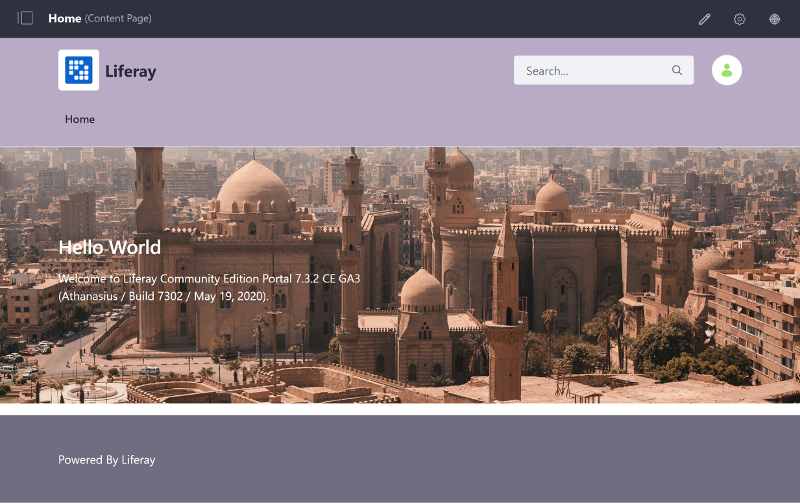 Home (Content Page)
Liferay
Search...
Home
Hello World
Welcome to Liferay Community Edition Portal 7.3.2 CE GA3
(Athanasius / Build 7302 / May 19, 2020).
Powered By Liferay